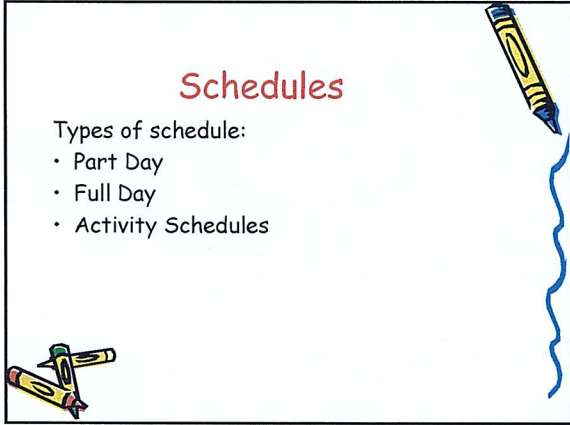 Schedules
Types of schedule:
• Part Day
• Full Day
• Activity Schedules